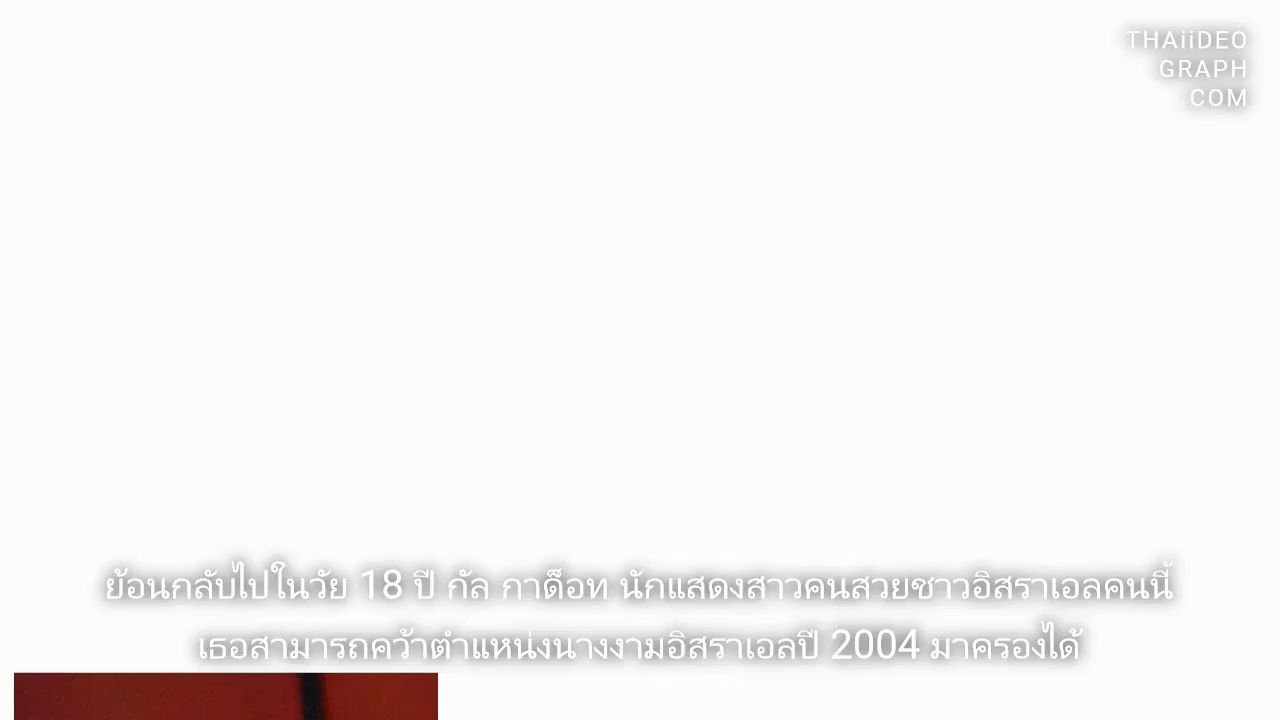 THAiiDEO
GRAPH
.COM
ย้อนกลับไปในวัย 18 ปี กัล กาด็อท นักแสดงสาวคนสวยชาวอิสราเอลคนนี้
เธอสามารถคว้าตำแหน่งนางงามอิสราเอลปี 2004 มาครองได้